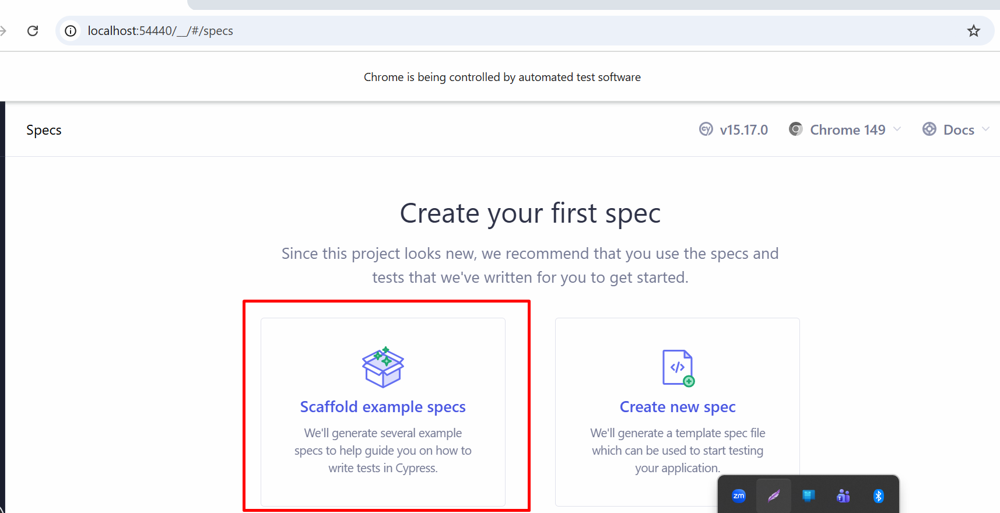 localhost:54440/__/#/specs
Chrome is being controlled by automated test software
Specs
v15.17.0
Chrome 149
Docs
Create your first spec
Since this project looks new, we recommend that you use the specs and
tests that we've written for you to get started.
Scaffold example specs
We'll generate several example
specs to help guide you on how to
write tests in Cypress.
Create new spec
We'll generate a template spec file
which can be used to start testing
your application.
zm